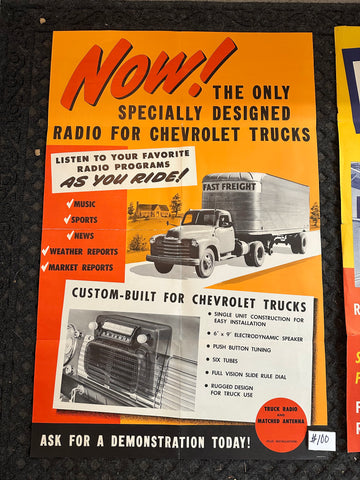 Now!
THE ONLY
SPECIALLY DESIGNED
RADIO FOR CHEVROLET TRUCKS
LISTEN TO YOUR FAVORITE
RADIO PROGRAMS
AS YOU RIDE!
✓MUSIC
✓SPORTS
✓NEWS
✓WEATHER REPORTS
✓MARKET REPORTS
FAST FREIGHT
CUSTOM-BUILT FOR CHEVROLET TRUCKS
• SINGLE UNIT CONSTRUCTION FOR
EASY INSTALLATION
• 6" x 9" ELECTRODYNAMIC SPEAKER
• PUSH BUTTON TUNING
• SIX TUBES
• FULL VISION SLIDE RULE DIAL
• RUGGED DESIGN
FOR TRUCK USE
TRUCK RADIO
AND
MATCHED ANTENNA
PLUS INSTALLATION
ASK FOR A DEMONSTRATION TODAY!
#100